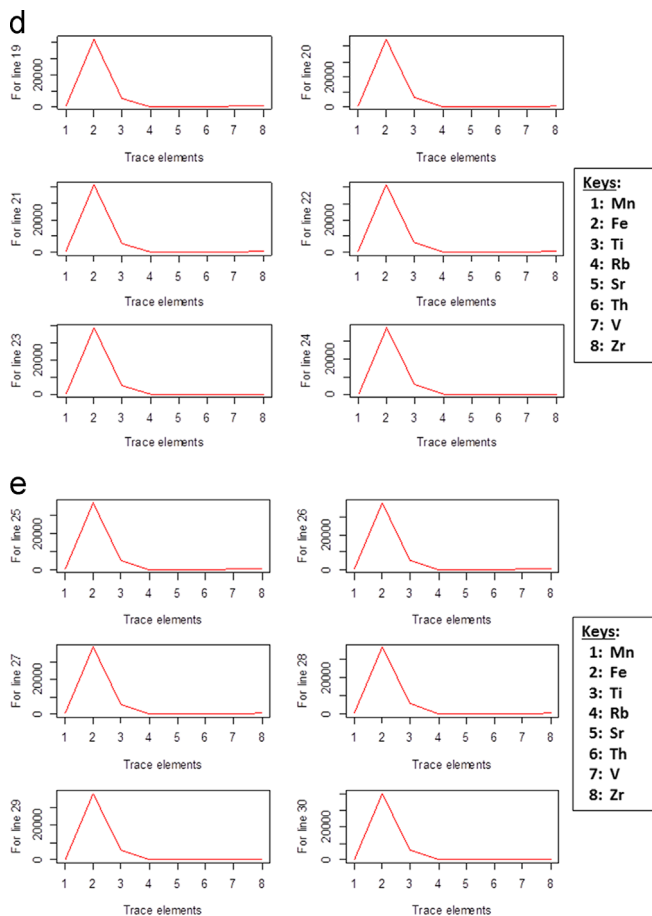 d
For line 19
20000
0
1 2 3 4 5 6 7 8
Trace elements
For line 20
20000
0
1 2 3 4 5 6 7 8
Trace elements
For line 21
20000
0
1 2 3 4 5 6 7 8
Trace elements
For line 22
20000
0
1 2 3 4 5 6 7 8
Trace elements
For line 23
20000
0
1 2 3 4 5 6 7 8
Trace elements
For line 24
20000
0
1 2 3 4 5 6 7 8
Trace elements
Keys:
1: Mn
2: Fe
3: Ti
4: Rb
5: Sr
6: Th
7: V
8: Zr
e
For line 25
20000
0
1 2 3 4 5 6 7 8
Trace elements
For line 26
20000
0
1 2 3 4 5 6 7 8
Trace elements
For line 27
20000
0
1 2 3 4 5 6 7 8
Trace elements
For line 28
20000
0
1 2 3 4 5 6 7 8
Trace elements
For line 29
20000
0
1 2 3 4 5 6 7 8
Trace elements
For line 30
20000
0
1 2 3 4 5 6 7 8
Trace elements
Keys:
1: Mn
2: Fe
3: Ti
4: Rb
5: Sr
6: Th
7: V
8: Zr